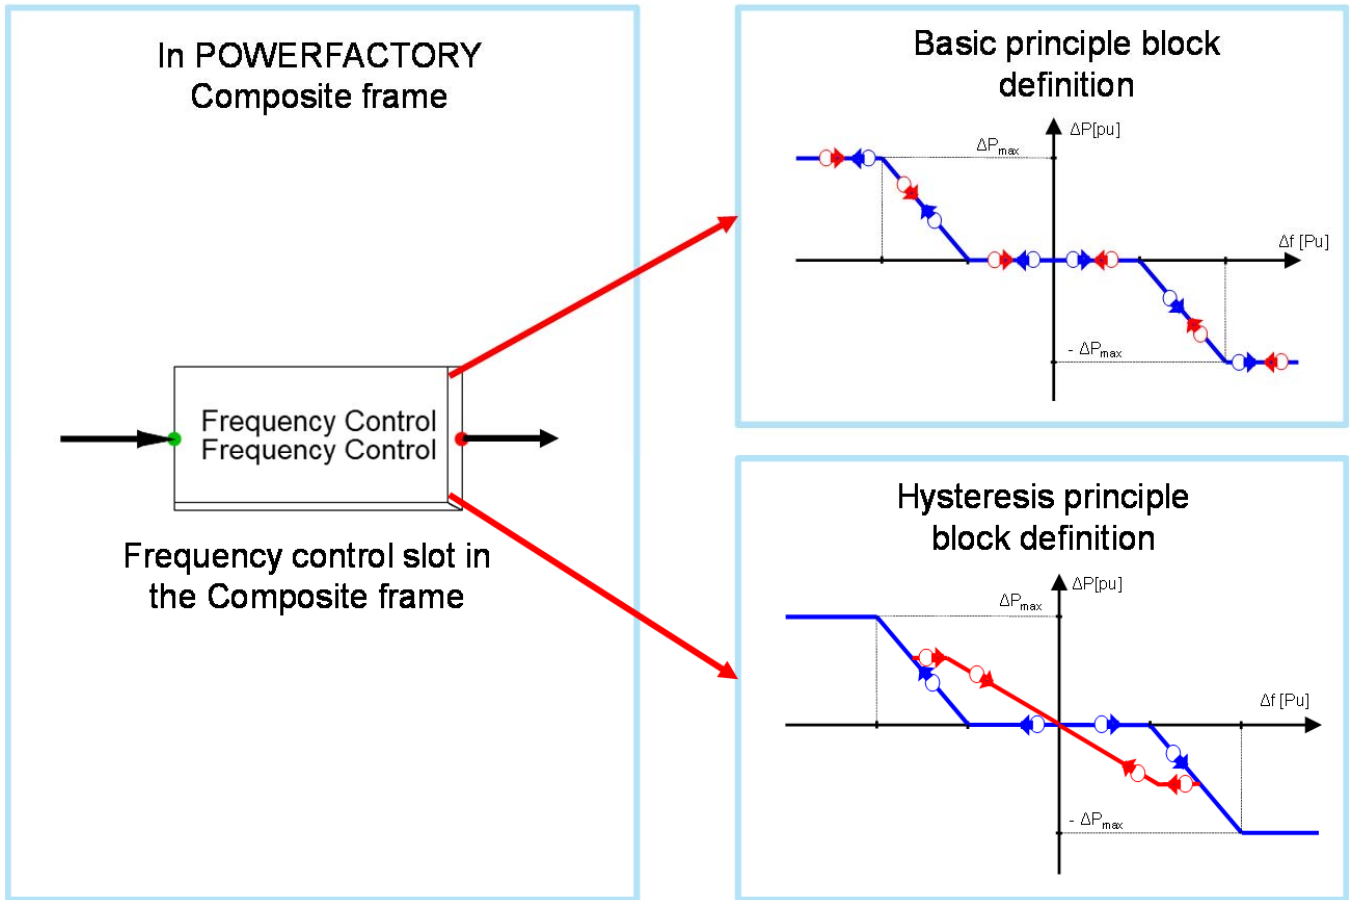 In POWERFACTORY
Composite frame
Frequency Control
Frequency Control
Frequency control slot in
the Composite frame
Basic principle block
definition
ΔP[pu]
ΔPmax
Δf [Pu]
- ΔPmax
Hysteresis principle
block definition
ΔP[pu]
ΔPmax
Δf [Pu]
- ΔPmax